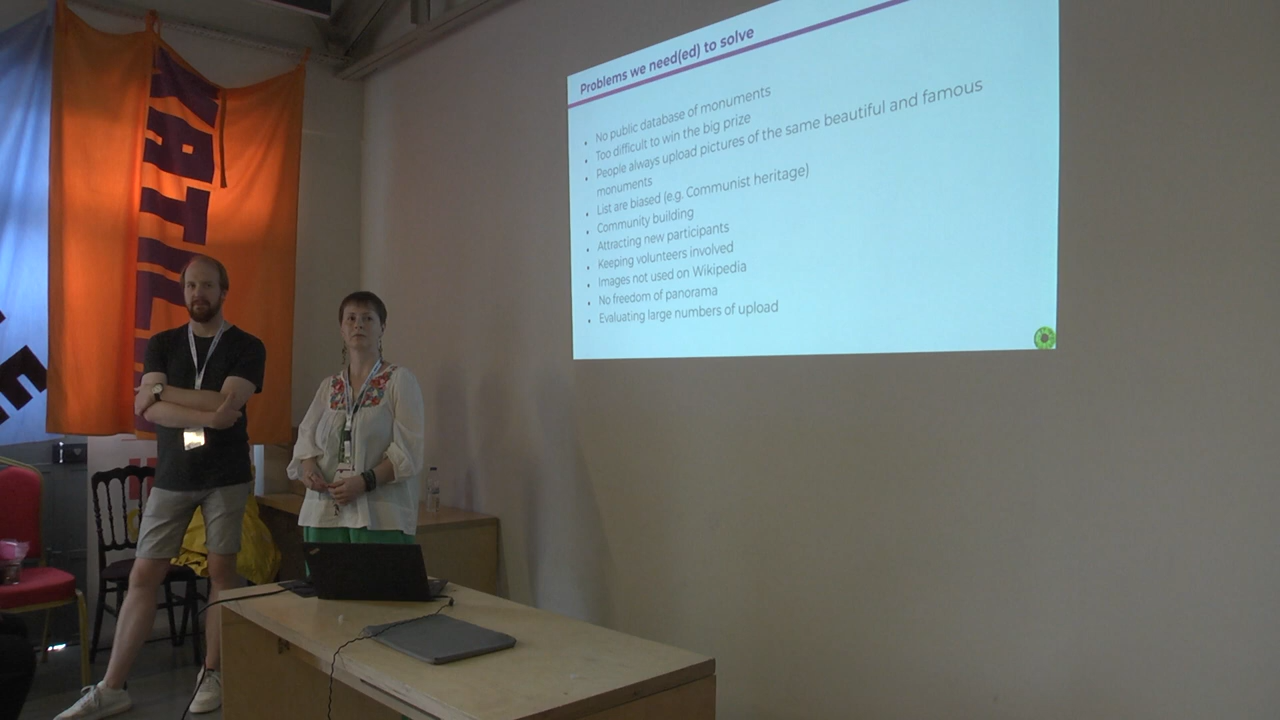 Problems we need(ed) to solve
No public database of monuments
Too difficult to win the big prize
People always upload pictures of the same beautiful and famous
monuments
List are biased (e.g. Communist heritage)
Community building
Attracting new participants
Keeping volunteers involved
Images not used on Wikipedia
No freedom of panorama
Evaluating large numbers of upload